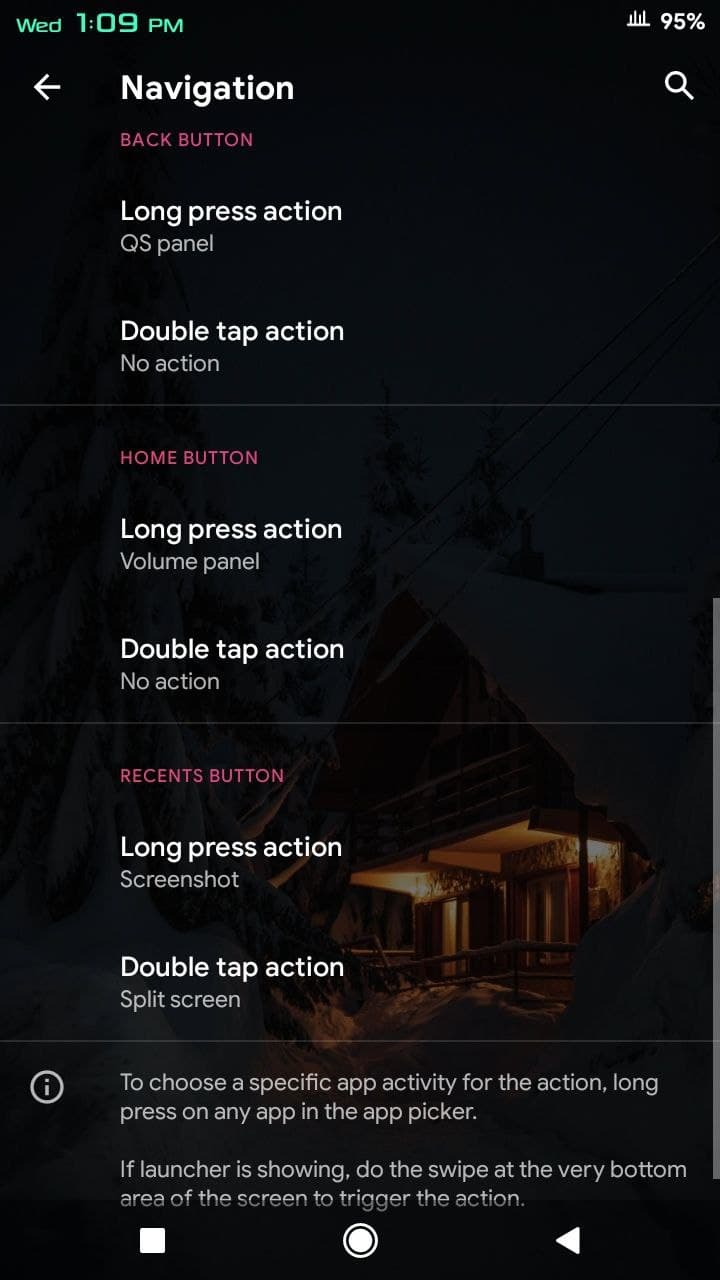 Wed 1:09 PM 95%
Navigation
BACK BUTTON
Long press action
QS panel
Double tap action
No action
HOME BUTTON
Long press action
Volume panel
Double tap action
No action
RECENTS BUTTON
Long press action
Screenshot
Double tap action
Split screen
To choose a specific app activity for the action, long
press on any app in the app picker.
If launcher is showing, do the swipe at the very bottom
area of the screen to trigger the action.